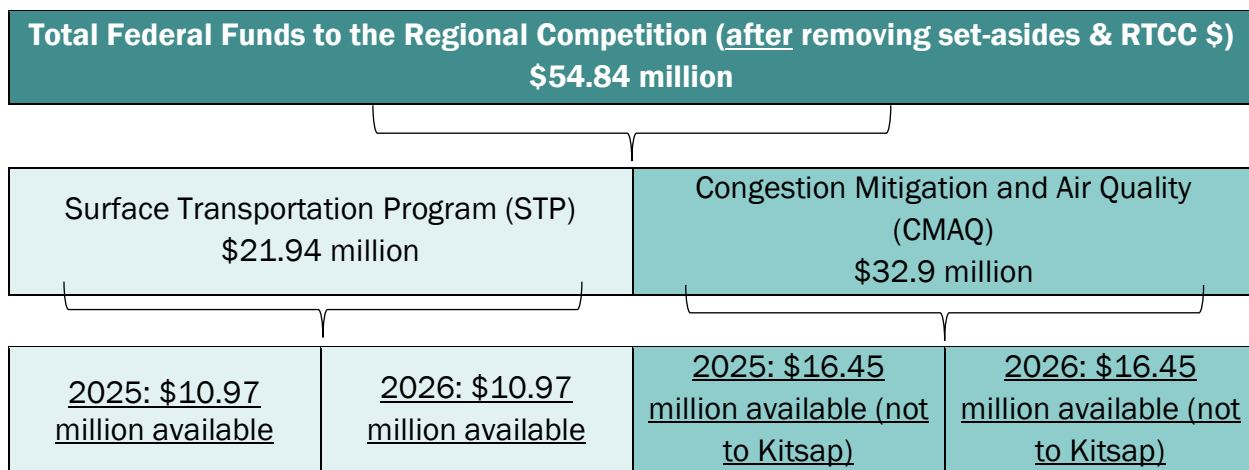 Total Federal Funds to the Regional Competition (after removing set-asides & RTCC $)
$54.84 million
Surface Transportation Program (STP)
$21.94 million
Congestion Mitigation and Air Quality
(CMAQ)
$32.9 million
2025: $10.97
million available
2026: $10.97
million available
2025: $16.45
million available (not
to Kitsap)
2026: $16.45
million available (not
to Kitsap)